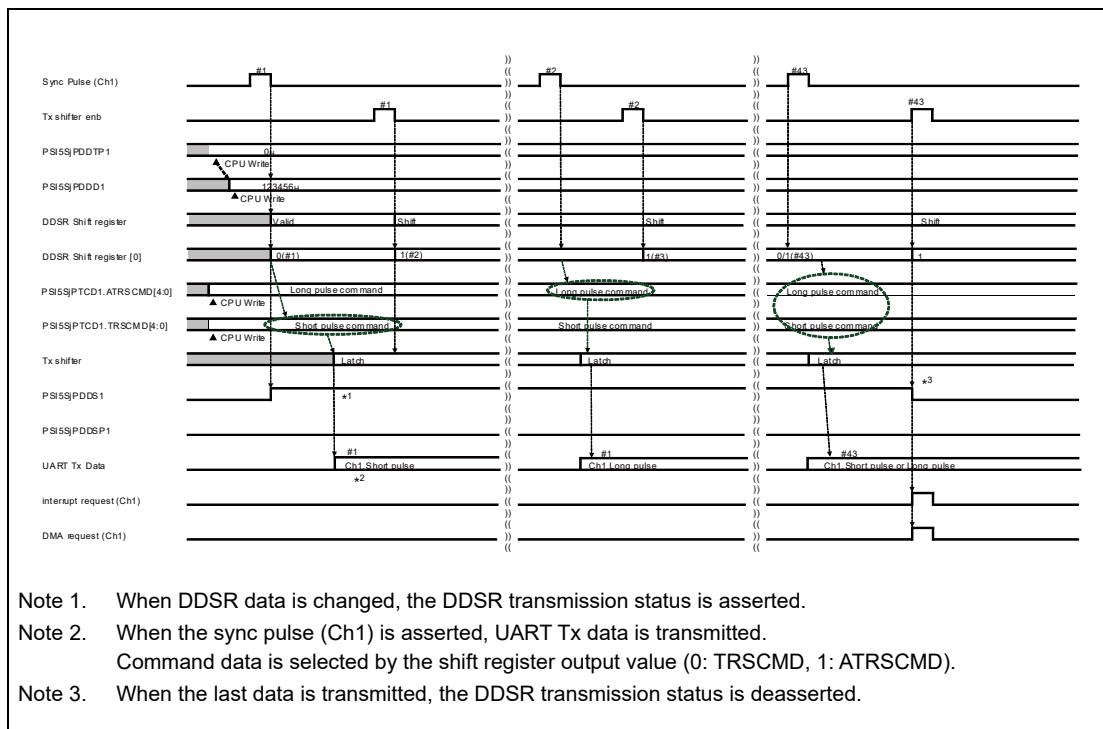 #1 #2 #43
Sync Pulse (Ch1)
#1 #2 #43
Tx shifter enb
PSI5SjPDDTP1 0H
▲ CPU Write
PSI5SjPDDD1 123456H
▲ CPU Write
DDSR Shift register Valid Shift Shift Shift
DDSR Shift register [0] 0(#1) 1(#2) 1(#3) 0/1(#43) 1
PSI5SjPTCD1.ATRSCMD[4:0] Long pulse command Long pulse command Long pulse command
▲ CPU Write
PSI5SjPTCD1.TRSCMD[4:0] Short pulse command Short pulse command Short pulse command
▲ CPU Write
Tx shifter Latch Latch Latch
PSI5SjPDDS1 *1 *3
PSI5SjPDDSP1
#1 #1 #43
UART Tx Data Ch1.Short pulse Ch1.Long pulse Ch1.Short pulse or Long pulse
*2
interrupt request (Ch1)
DMA request (Ch1)
Note 1. When DDSR data is changed, the DDSR transmission status is asserted.
Note 2. When the sync pulse (Ch1) is asserted, UART Tx data is transmitted.
Command data is selected by the shift register output value (0: TRSCMD, 1: ATRSCMD).
Note 3. When the last data is transmitted, the DDSR transmission status is deasserted.